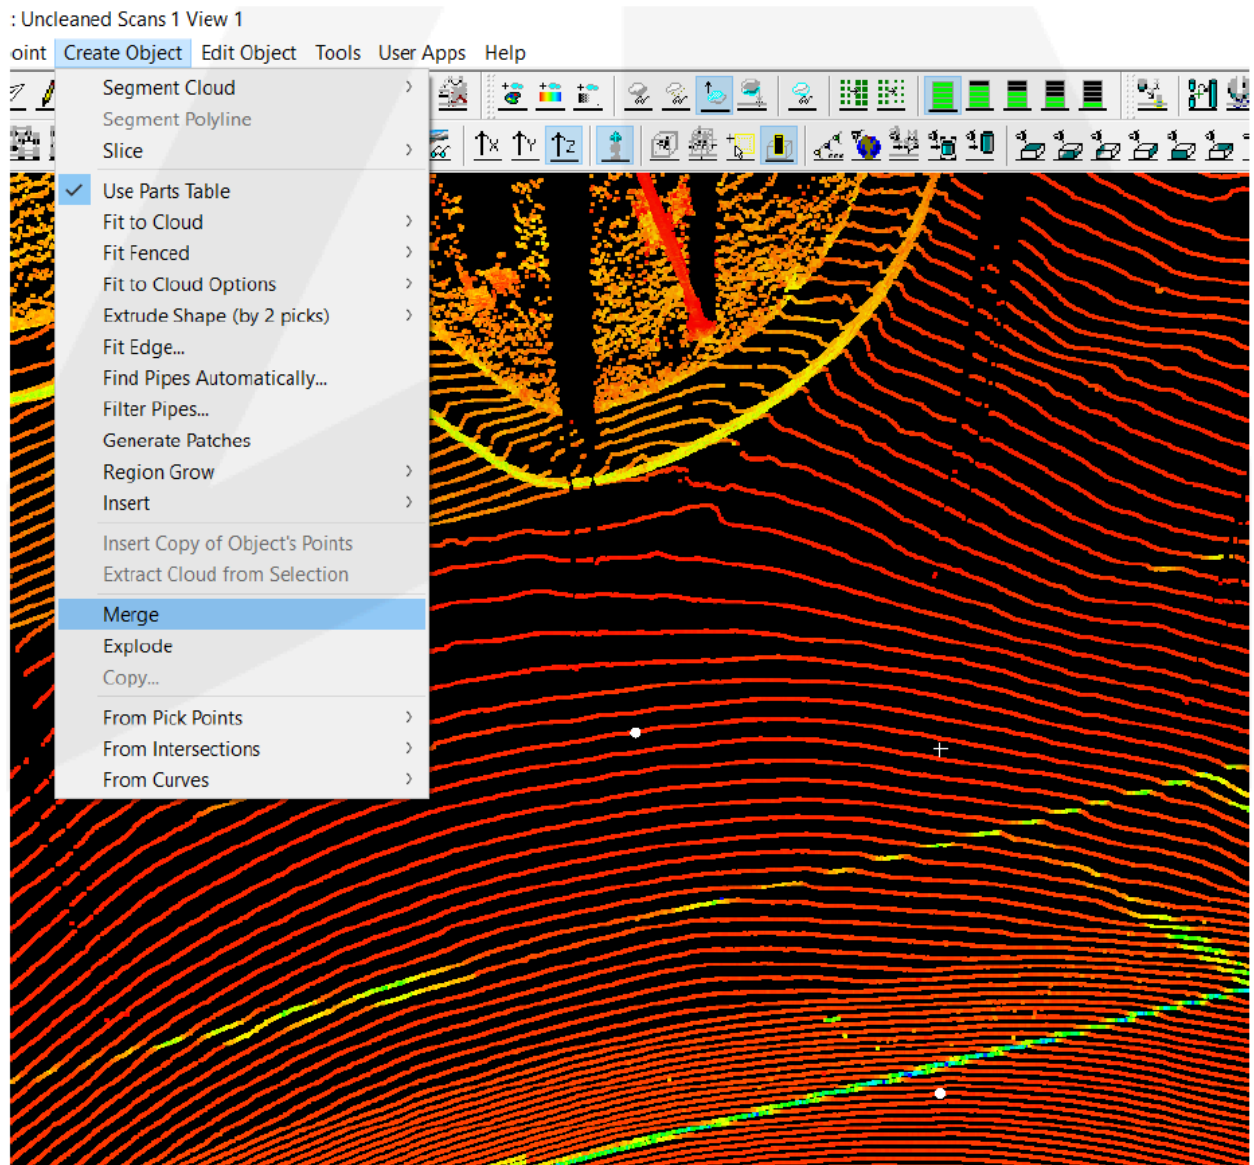 : Uncleaned Scans 1 View 1
oint Create Object Edit Object Tools User Apps Help
Segment Cloud
Segment Polyline
Slice
Use Parts Table
Fit to Cloud
Fit Fenced
Fit to Cloud Options
Extrude Shape (by 2 picks)
Fit Edge...
Find Pipes Automatically...
Filter Pipes...
Generate Patches
Region Grow
Insert
Insert Copy of Object's Points
Extract Cloud from Selection
Merge
Explode
Copy...
From Pick Points
From Intersections
From Curves
X Y Z